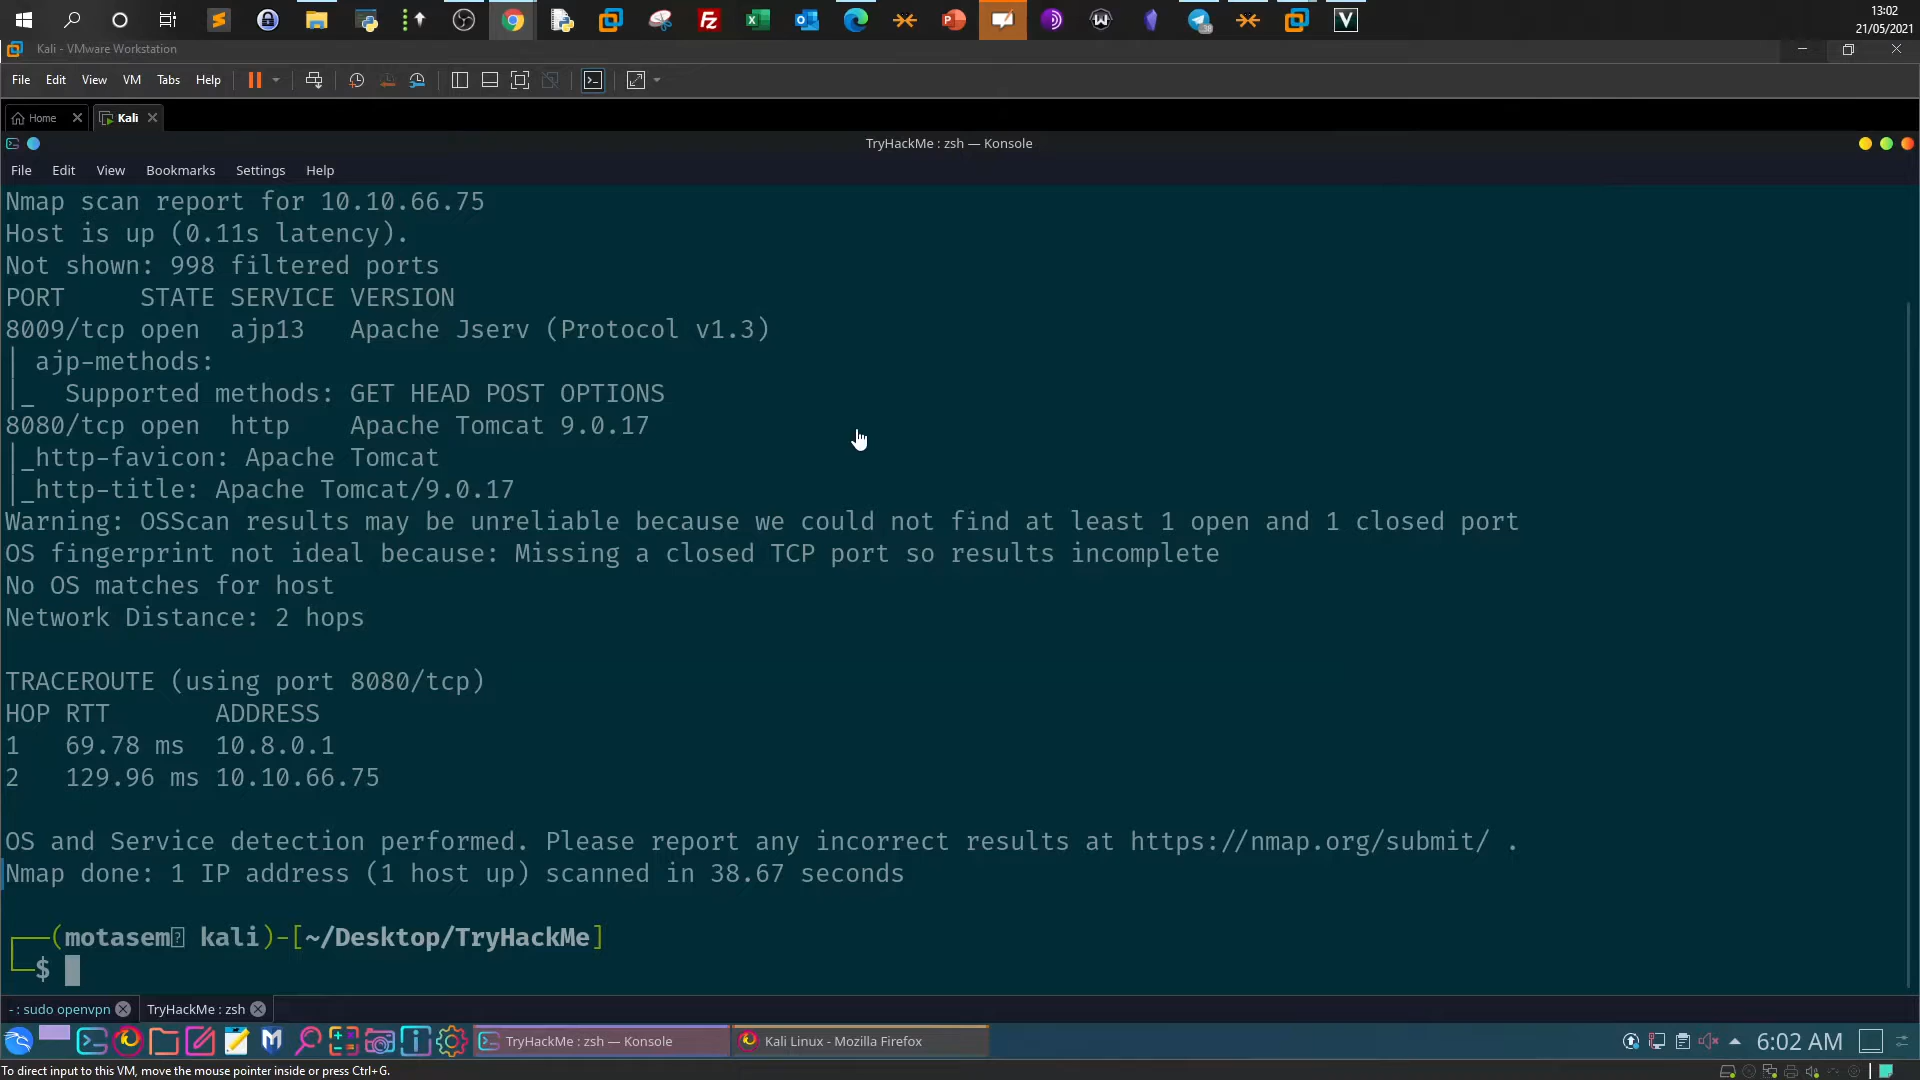 13:02
21/05/2021
Kali - VMware Workstation
File Edit View VM Tabs Help
Home Kali
TryHackMe : zsh — Konsole
File Edit View Bookmarks Settings Help
Nmap scan report for 10.10.66.75
Host is up (0.11s latency).
Not shown: 998 filtered ports
PORT     STATE SERVICE VERSION
8009/tcp open  ajp13   Apache Jserv (Protocol v1.3)
| ajp-methods:
|_  Supported methods: GET HEAD POST OPTIONS
8080/tcp open  http    Apache Tomcat 9.0.17
|_http-favicon: Apache Tomcat
|_http-title: Apache Tomcat/9.0.17
Warning: OSScan results may be unreliable because we could not find at least 1 open and 1 closed port
OS fingerprint not ideal because: Missing a closed TCP port so results incomplete
No OS matches for host
Network Distance: 2 hops
TRACEROUTE (using port 8080/tcp)
HOP RTT       ADDRESS
1   69.78 ms  10.8.0.1
2   129.96 ms 10.10.66.75
OS and Service detection performed. Please report any incorrect results at https://nmap.org/submit/ .
Nmap done: 1 IP address (1 host up) scanned in 38.67 seconds
┌──(motasem kali)-[~/Desktop/TryHackMe]
└─$
- : sudo openvpn TryHackMe : zsh
TryHackMe : zsh — Konsole Kali Linux - Mozilla Firefox 6:02 AM
To direct input to this VM, move the mouse pointer inside or press Ctrl+G.